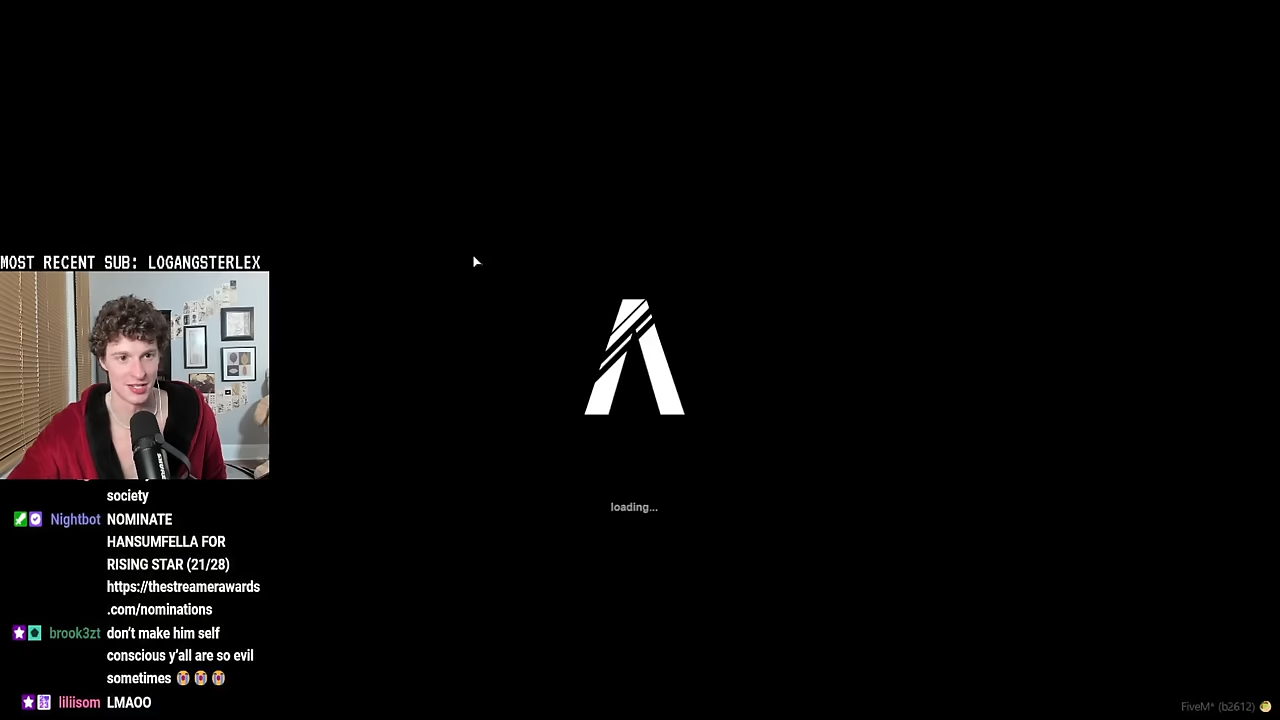 MOST RECENT SUB: LOGANGSTERLEX
loading...
society
Nightbot NOMINATE
HANSUMFELLA FOR
RISING STAR (21/28)
https://thestreamerawards
.com/nominations
brook3zt don't make him self
conscious y'all are so evil
sometimes 😭 😭 😭
liliisom LMAOO
FiveM* (b2612)